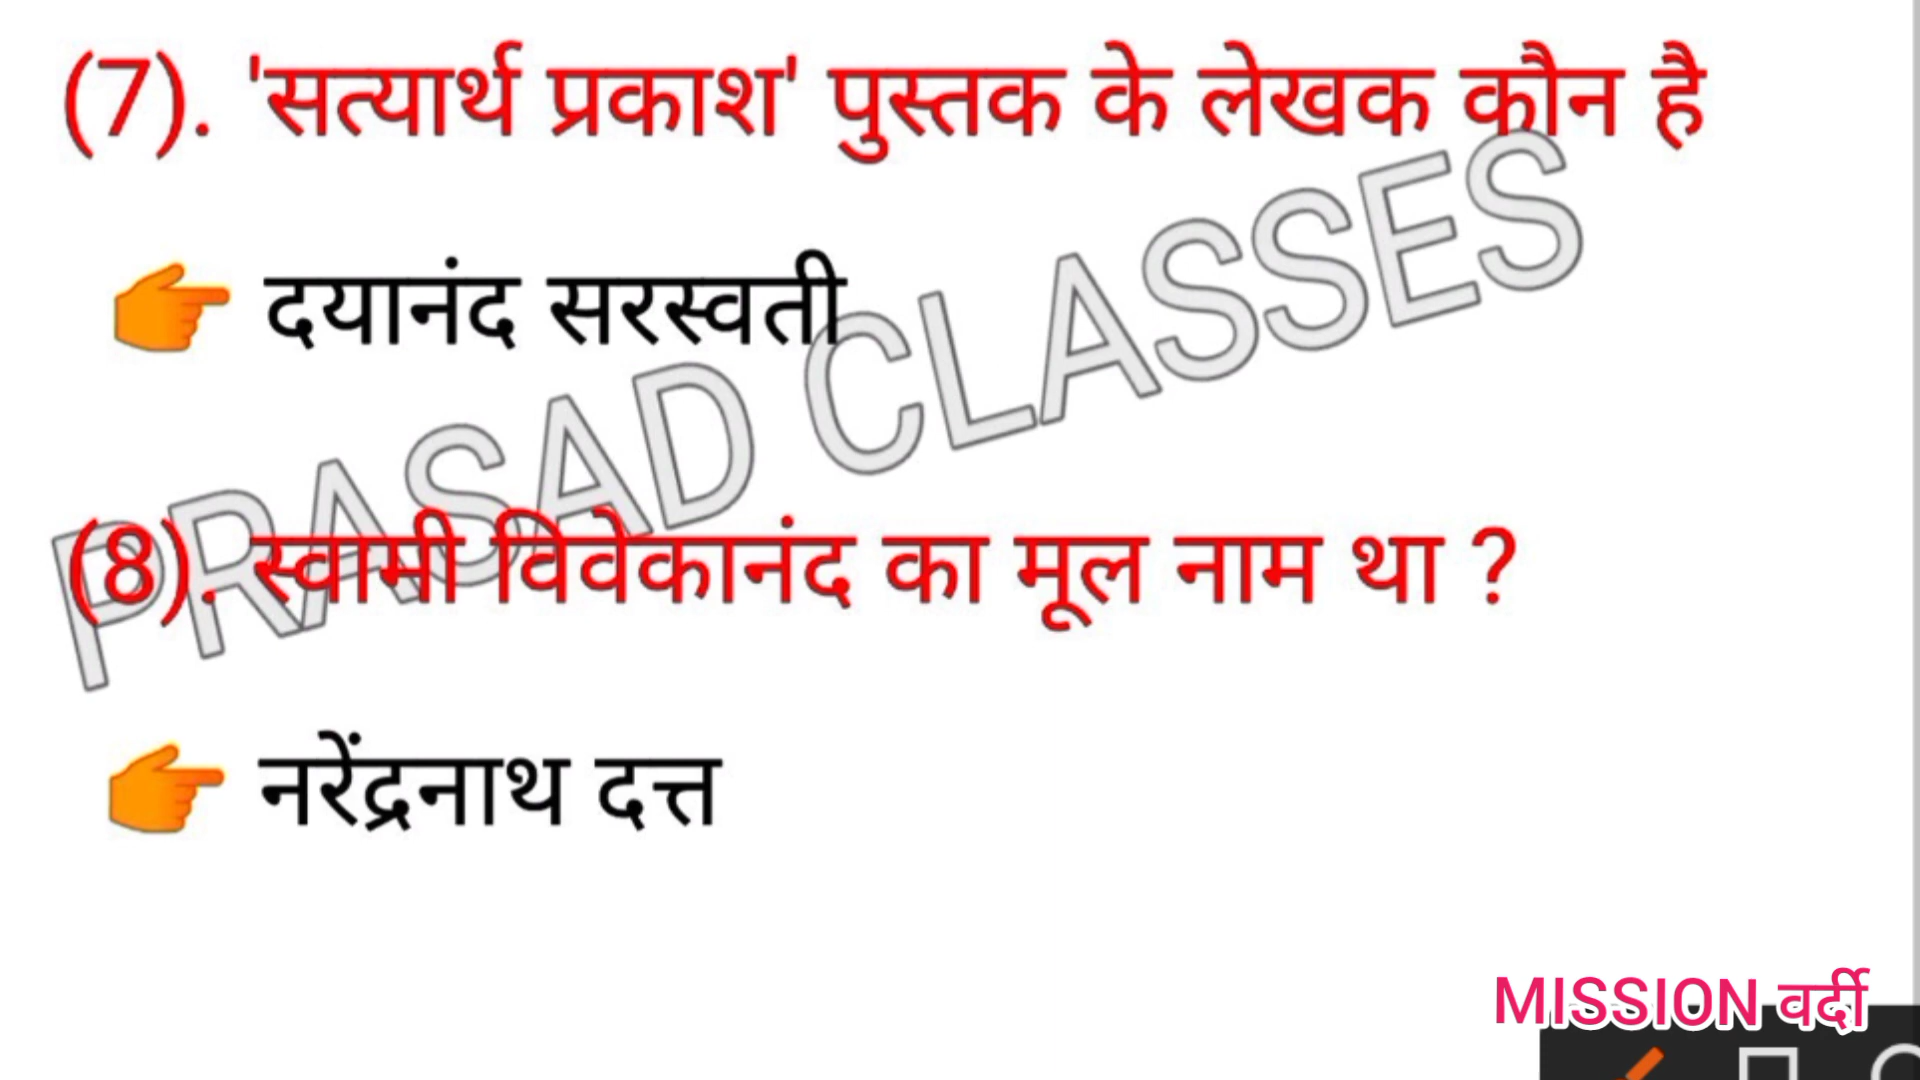 (7). 'सत्यार्थ प्रकाश' पुस्तक के लेखक कौन है
👉 दयानंद सरस्वती
PRASAD CLASSES
(8). स्वामी विवेकानंद का मूल नाम था ?
👉 नरेंद्रनाथ दत्त
MISSION वर्दी